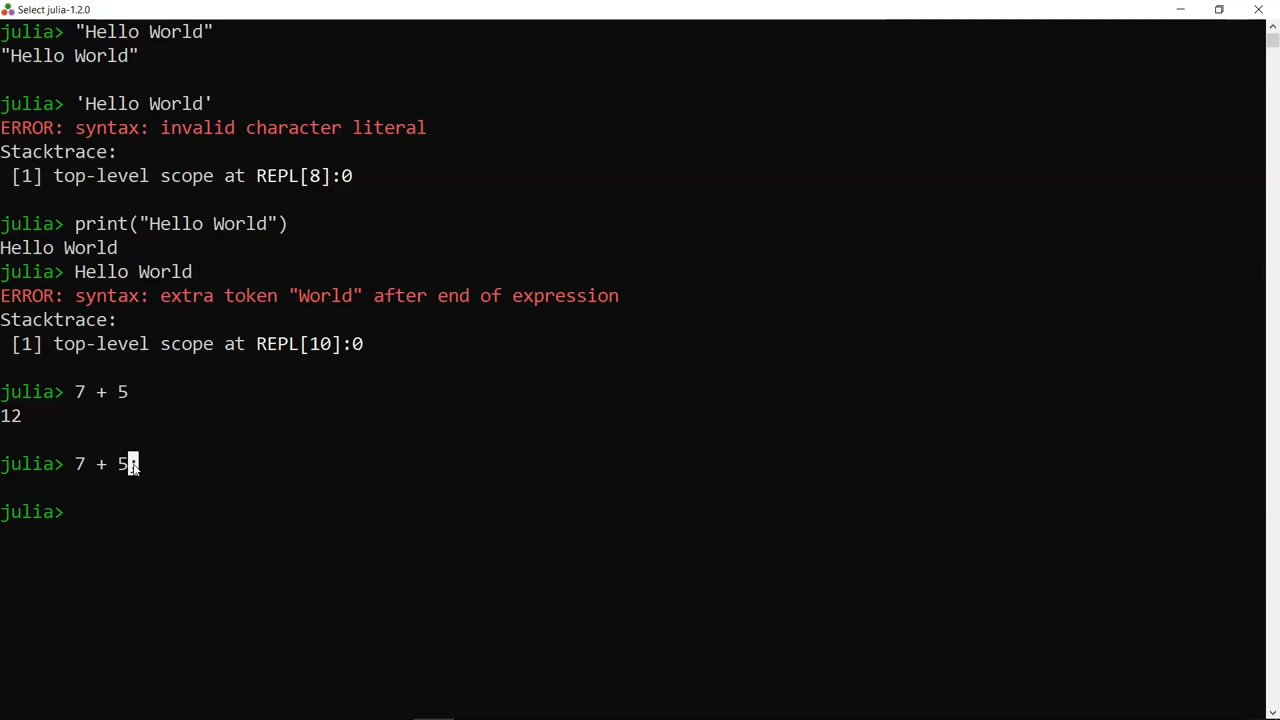 Select julia-1.2.0
julia> "Hello World"
"Hello World"
julia> 'Hello World'
ERROR: syntax: invalid character literal
Stacktrace:
 [1] top-level scope at REPL[8]:0
julia> print("Hello World")
Hello World
julia> Hello World
ERROR: syntax: extra token "World" after end of expression
Stacktrace:
 [1] top-level scope at REPL[10]:0
julia> 7 + 5
12
julia> 7 + 5;
julia>